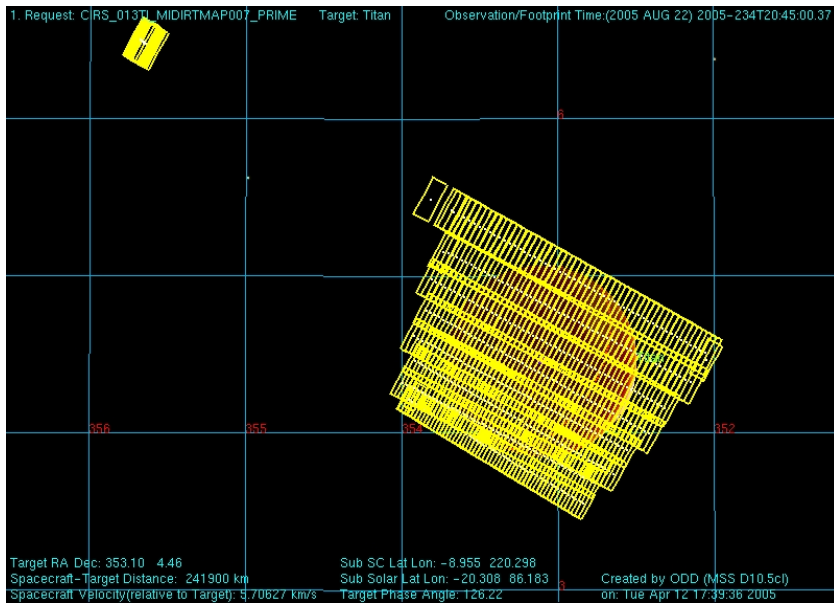 1. Request: CIRS_013TI_MIDIRTMAP007_PRIME Target: Titan Observation/Footprint Time:(2005 AUG 22) 2005-234T20:45:00.37
6
356 355 354 352
3
Target RA Dec: 353.10 4.46
Spacecraft-Target Distance: 241900 km
Spacecraft Velocity(relative to Target): 5.70627 km/s
Sub SC Lat Lon: -8.955 220.298
Sub Solar Lat Lon: -20.308 86.183
Target Phase Angle: 126.22
Created by ODD (MSS D10.5cl)
on: Tue Apr 12 17:39:36 2005